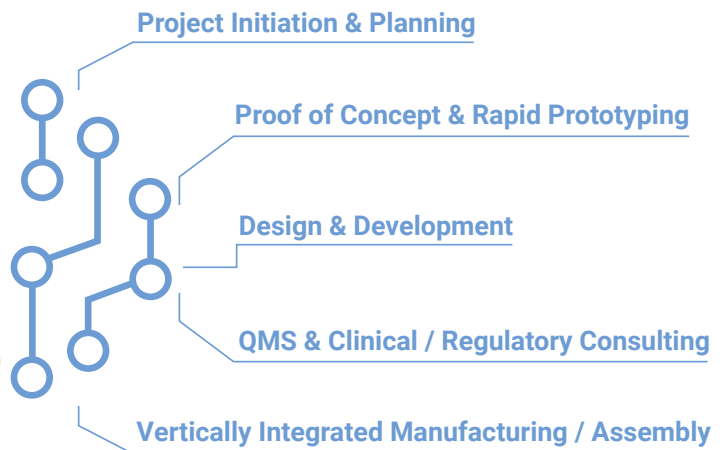 Project Initiation & Planning
Proof of Concept & Rapid Prototyping
Design & Development
QMS & Clinical / Regulatory Consulting
Vertically Integrated Manufacturing / Assembly